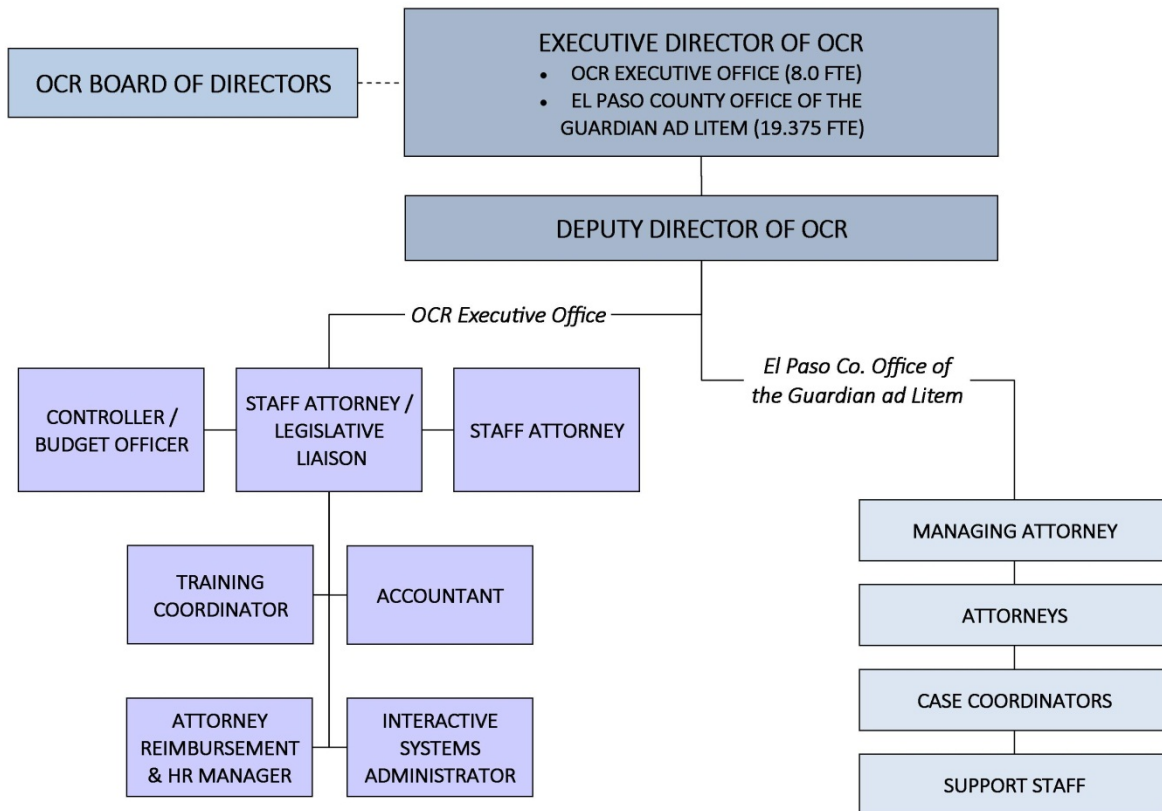 EXECUTIVE DIRECTOR OF OCR
• OCR EXECUTIVE OFFICE (8.0 FTE)
• EL PASO COUNTY OFFICE OF THE
GUARDIAN AD LITEM (19.375 FTE)
OCR BOARD OF DIRECTORS
DEPUTY DIRECTOR OF OCR
OCR Executive Office
El Paso Co. Office of
the Guardian ad Litem
CONTROLLER /
BUDGET OFFICER
STAFF ATTORNEY /
LEGISLATIVE
LIAISON
STAFF ATTORNEY
TRAINING
COORDINATOR
ACCOUNTANT
ATTORNEY
REIMBURSEMENT
& HR MANAGER
INTERACTIVE
SYSTEMS
ADMINISTRATOR
MANAGING ATTORNEY
ATTORNEYS
CASE COORDINATORS
SUPPORT STAFF